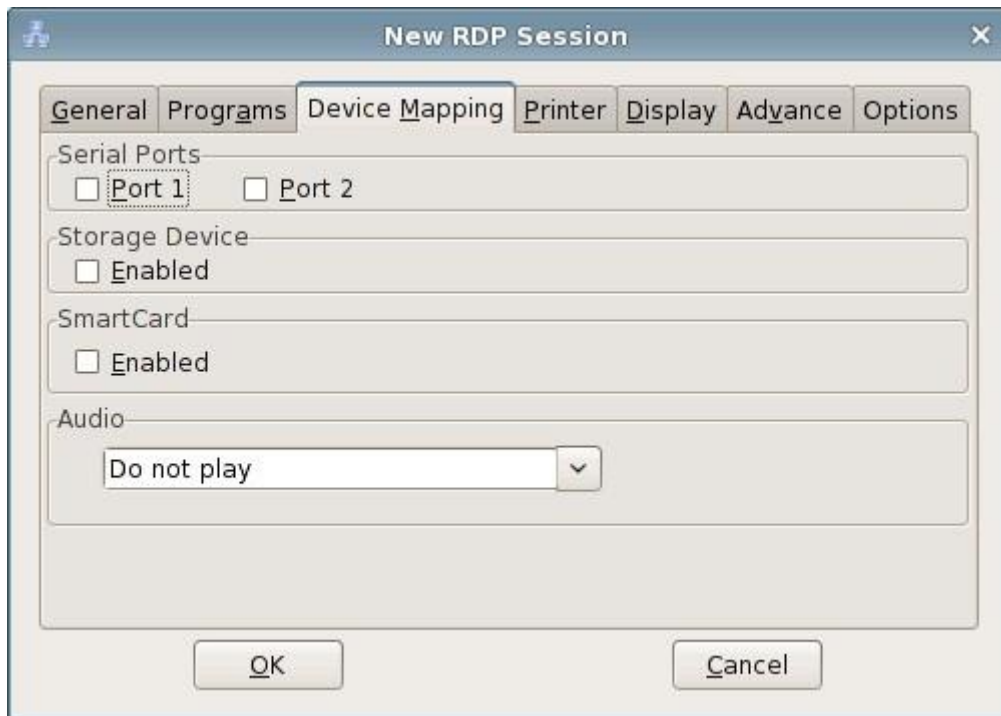 New RDP Session
General Programs Device Mapping Printer Display Advance Options
Serial Ports
Port 1 Port 2
Storage Device
Enabled
SmartCard
Enabled
Audio
Do not play
OK Cancel